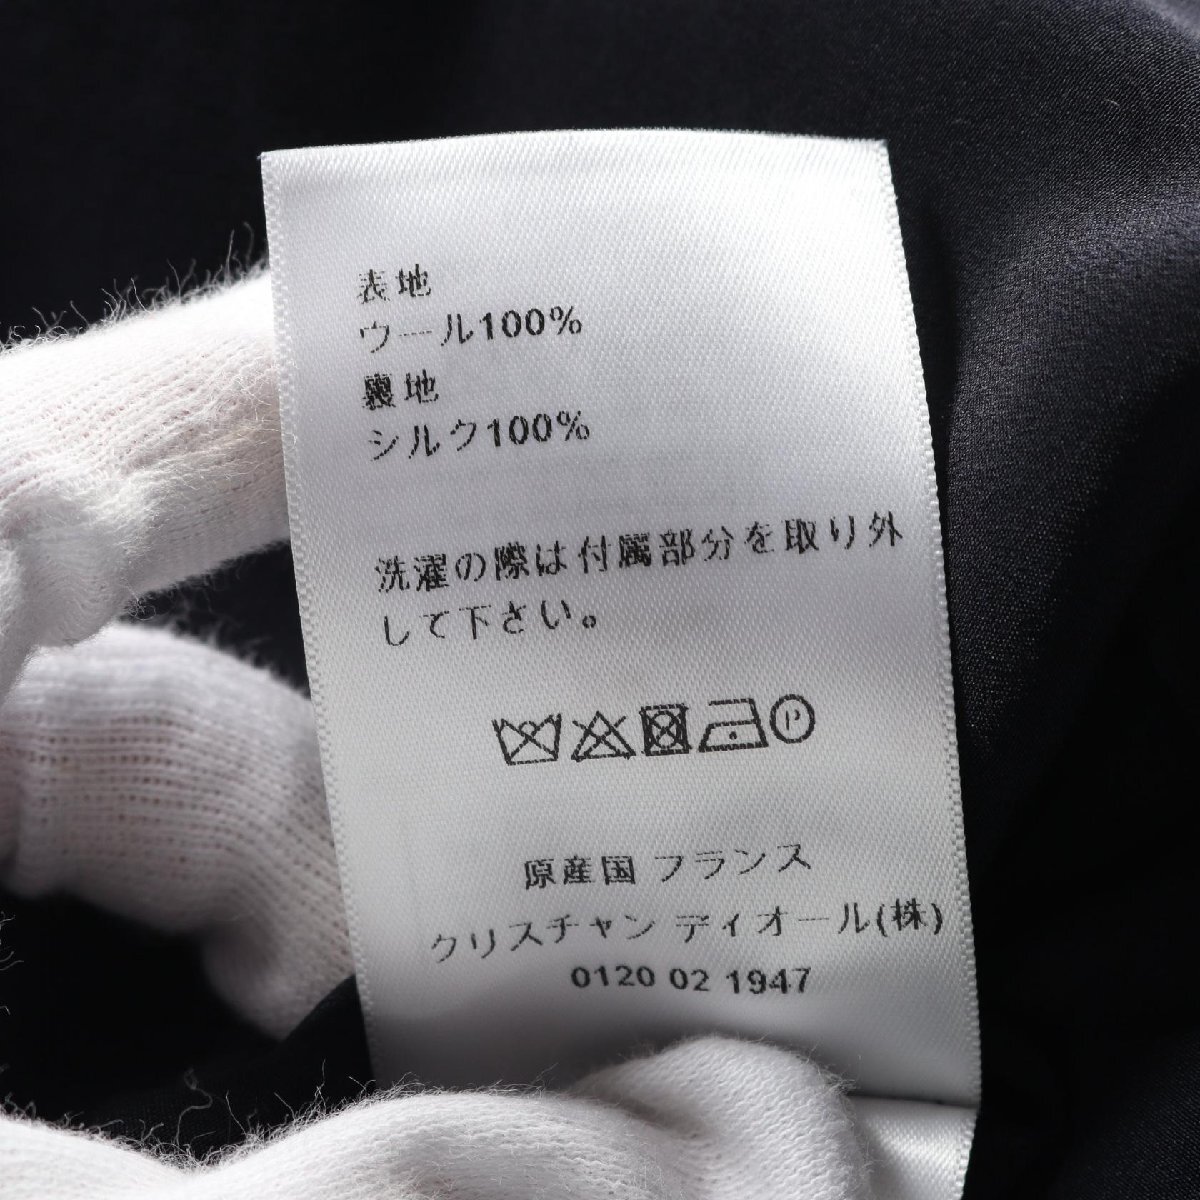 表地
ウール100%
裏地
シルク100%
洗濯の際は付属部分を取り外
して下さい。
P
原産国 フランス
クリスチャン ディオール(株)
0120 02 1947